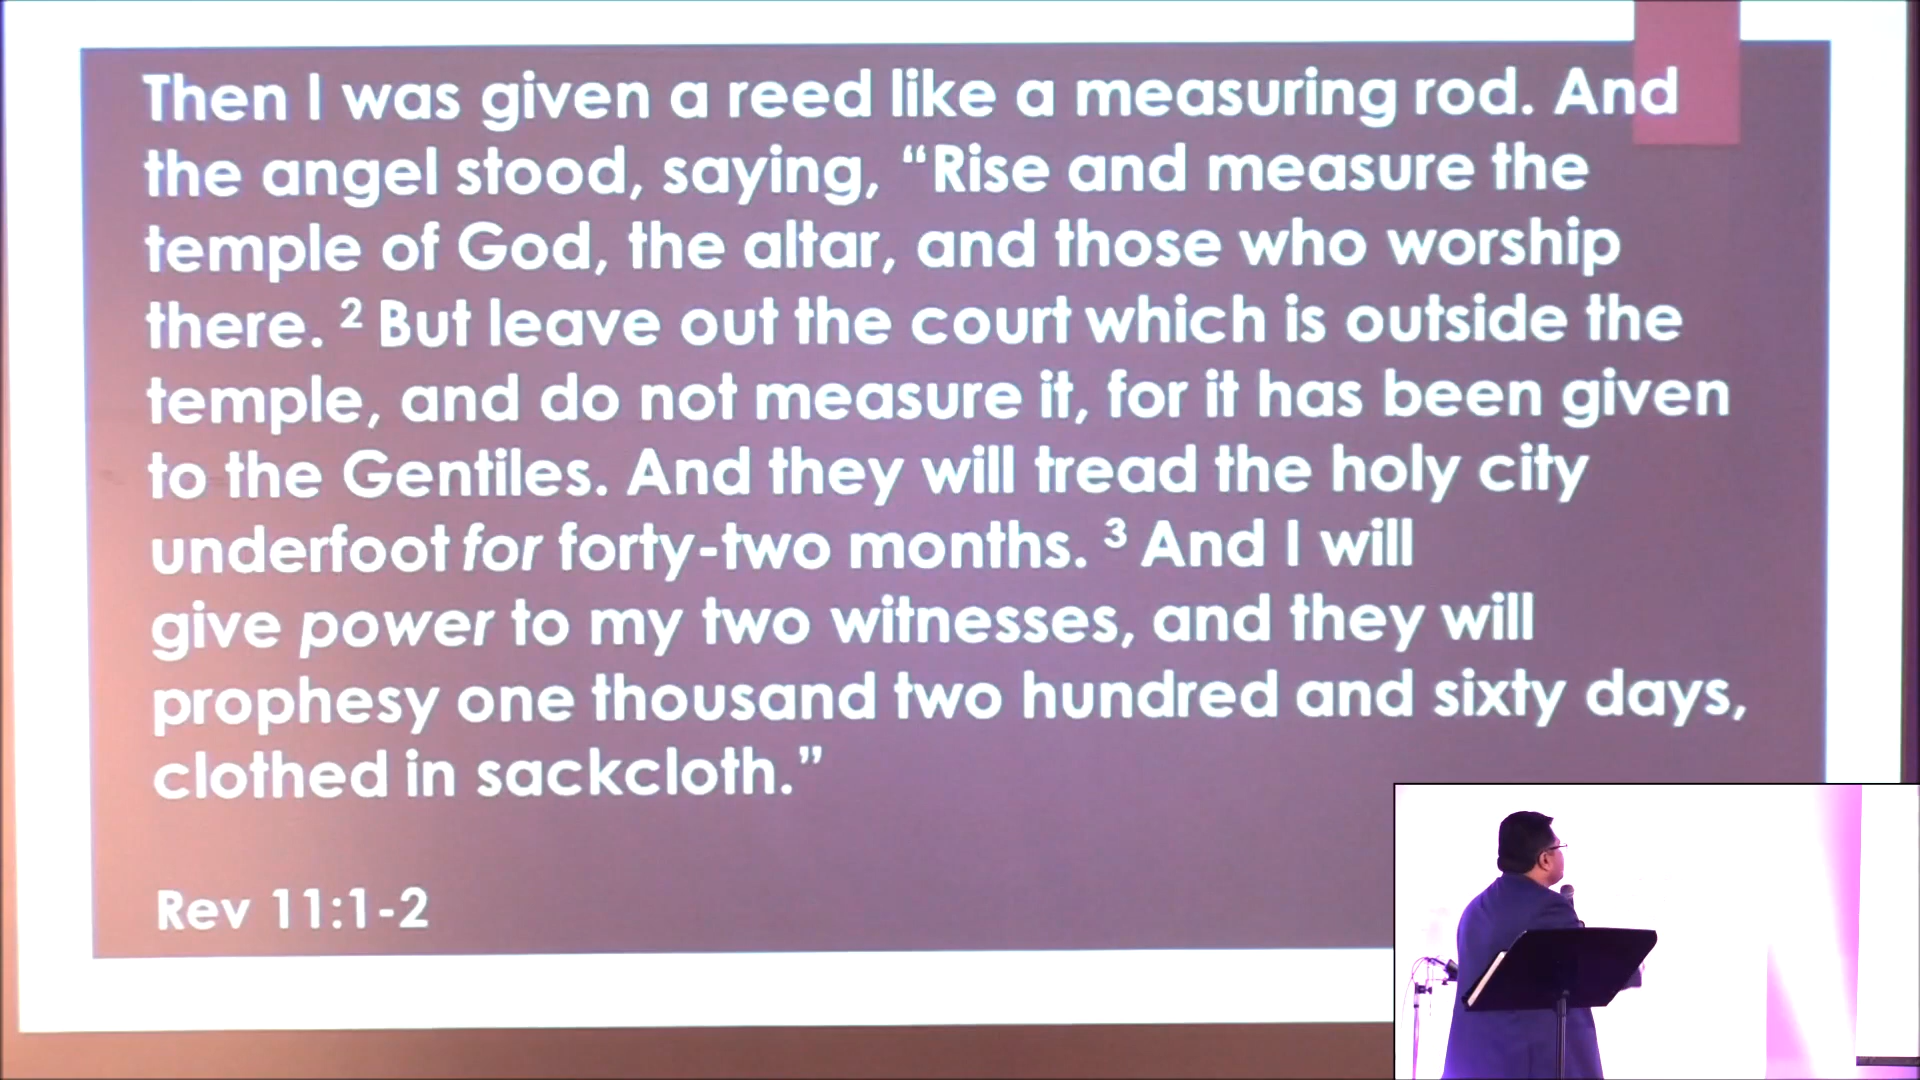 Then I was given a reed like a measuring rod. And
the angel stood, saying, “Rise and measure the
temple of God, the altar, and those who worship
there. ² But leave out the court which is outside the
temple, and do not measure it, for it has been given
to the Gentiles. And they will tread the holy city
underfoot for forty-two months. ³ And I will
give power to my two witnesses, and they will
prophesy one thousand two hundred and sixty days,
clothed in sackcloth.”
Rev 11:1-2